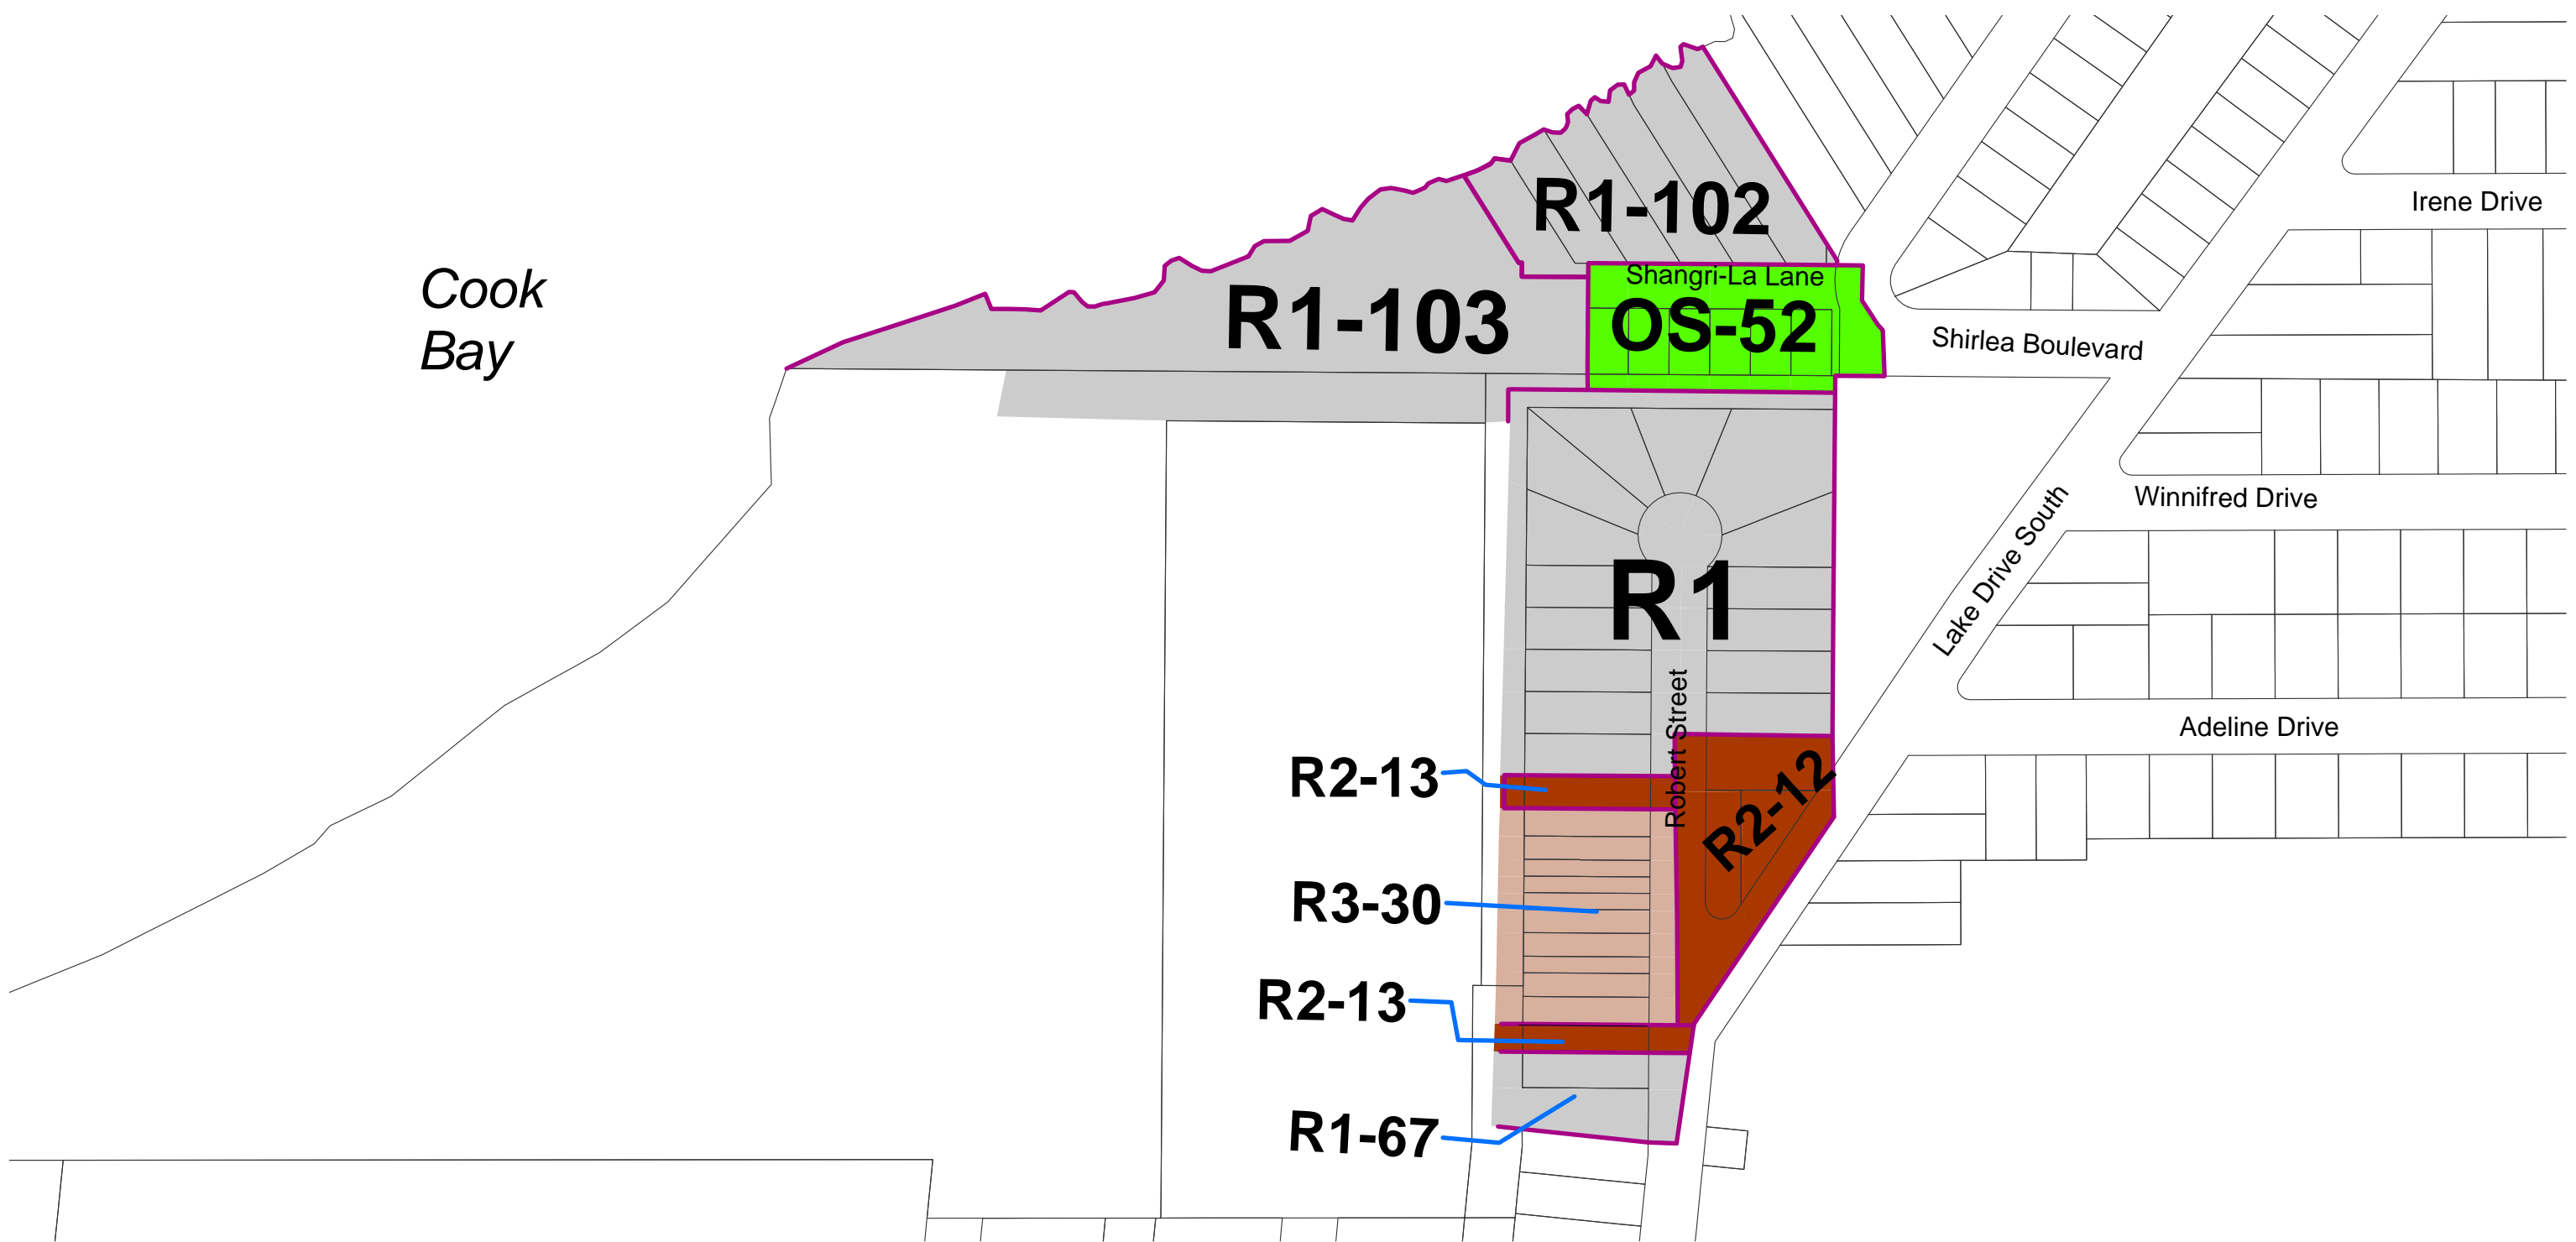 Irene Drive
R1-102
Cook
Bay
Shangri-La Lane
R1-103
OS-52
Shirlea Boulevard
Winnifred Drive
Lake Drive South
R1
Robert Street
Adeline Drive
R2-13
R2-12
R3-30
R2-13
R1-67